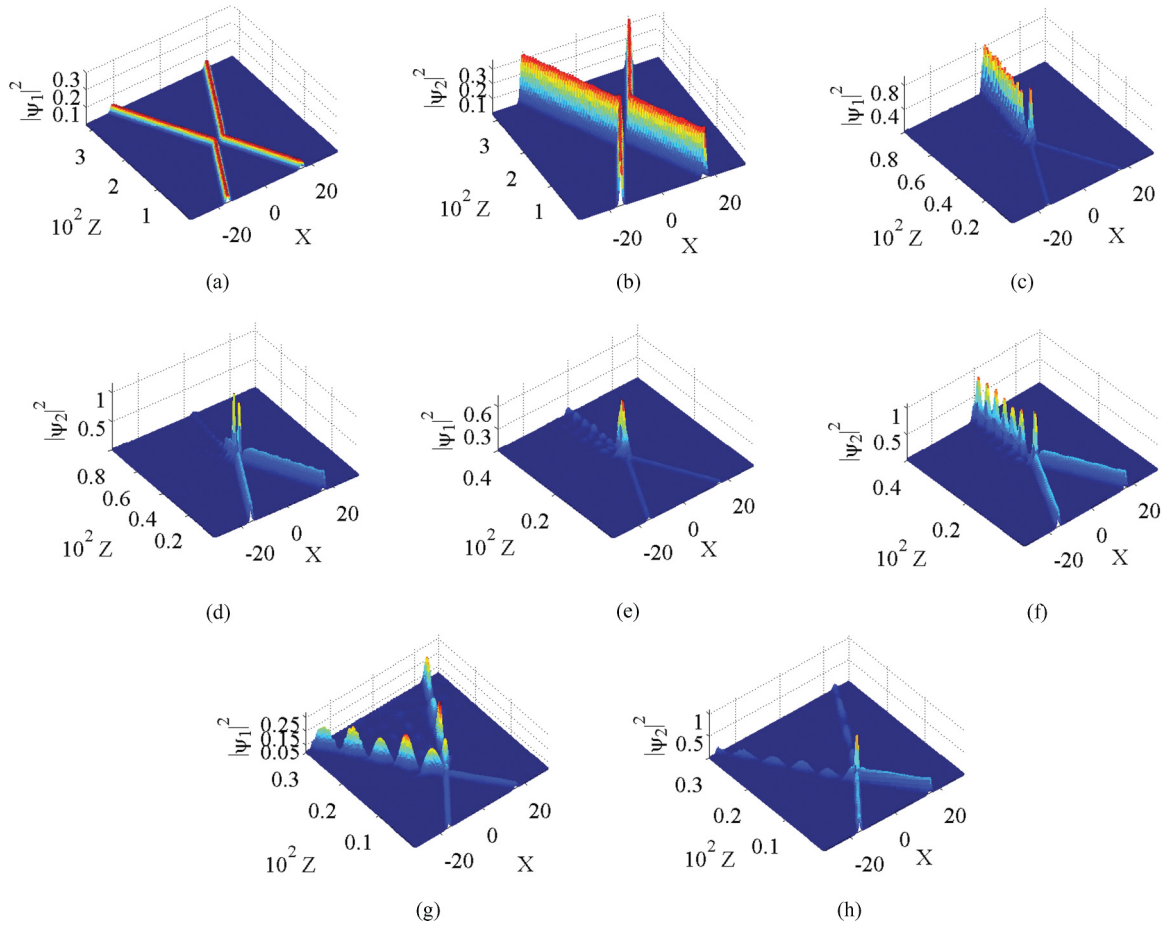 |ψ₁|² 0.3 0.2 0.1 3 2 1 10² Z -20 0 20 X
(a)
|ψ₂|² 0.3 0.2 0.1 3 2 1 10² Z -20 0 20 X
(b)
|ψ₁|² 0.8 0.4 0.8 0.6 0.4 0.2 10² Z -20 0 20 X
(c)
|ψ₂|² 1 0.5 0.8 0.6 0.4 0.2 10² Z -20 0 20 X
(d)
|ψ₁|² 0.6 0.3 0.4 0.2 10² Z -20 0 20 X
(e)
|ψ₂|² 1 0.5 0.4 0.2 10² Z -20 0 20 X
(f)
|ψ₁|² 0.25 0.15 0.05 0.3 0.2 0.1 10² Z -20 0 20 X
(g)
|ψ₂|² 1 0.5 0.3 0.2 0.1 10² Z -20 0 20 X
(h)